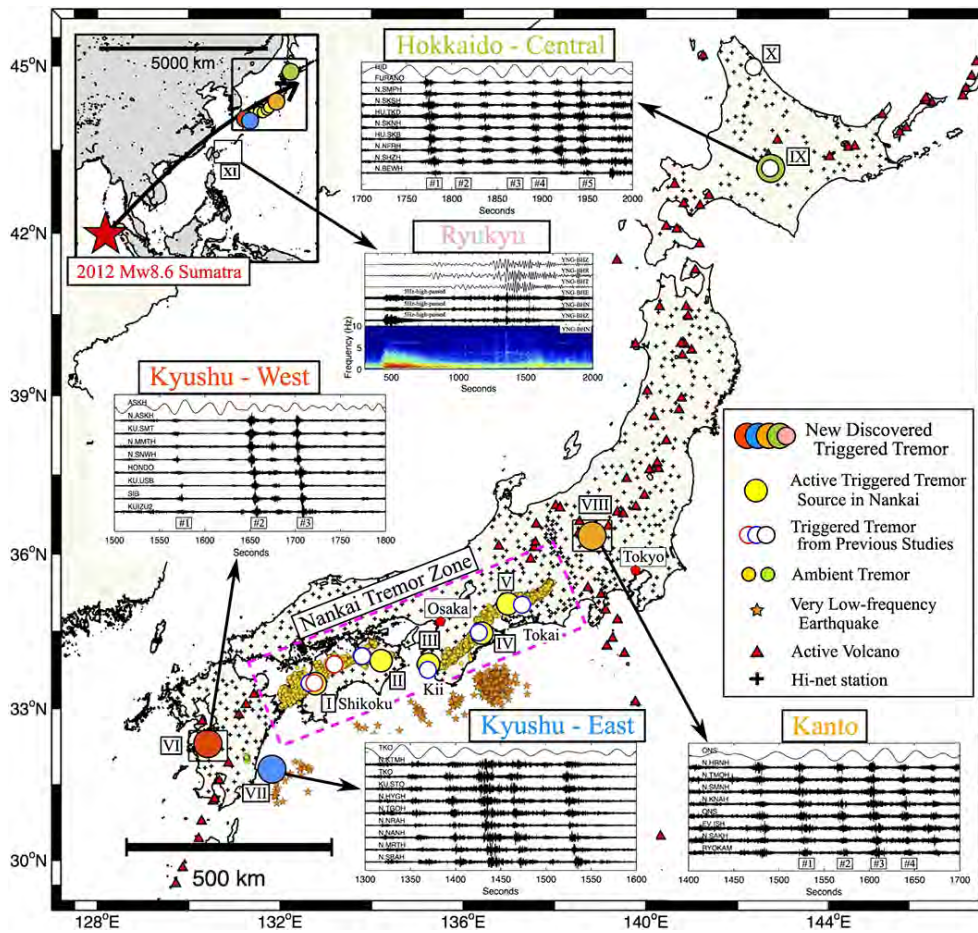 45°N
42°N
39°N
36°N
33°N
30°N
128°E
132°E
136°E
140°E
144°E
5000 km
XI
2012 Mw8.6 Sumatra
Hokkaido - Central
HID
FURANO
N.SMPH
N.SKSH
HU.TKD
N.SKNH
HU.SKB
N.NFRH
N.SHZH
N.BEWH
#1 #2 #3 #4 #5
1700 1750 1800 1850 1900 1950 2000
Seconds
X
IX
Ryukyu
YNG-BHZ
YNG-BHR
YNG-BHT
5Hz-high-passed YNG-BHE
5Hz-high-passed YNG-BHN
5Hz-high-passed YNG-BHZ
YNG-BHN
Frequency (Hz)
10
5
0
500 1000 1500 2000
Seconds
Kyushu - West
ASKH
N.ASKH
KU.SMT
N.MMTH
N.SNWH
HONDO
KU.USB
SIB
KUIZU2
#1 #2 #3
1500 1550 1600 1650 1700 1750 1800
Seconds
New Discovered
Triggered Tremor
Active Triggered Tremor
Source in Nankai
Triggered Tremor
from Previous Studies
Ambient Tremor
Very Low-frequency
Earthquake
Active Volcano
Hi-net station
VIII
Tokyo
Nankai Tremor Zone
V
Osaka
III
IV
Tokai
II
Kii
I
Shikoku
VI
VII
500 km
Kyushu - East
TKO
N.KTMH
TKO
KU.STO
N.HYGH
N.TGOH
N.NRAH
N.NANH
N.MRTH
N.SBAH
1300 1350 1400 1450 1500 1550 1600
Seconds
Kanto
ONS
N.HRNH
N.TMOH
N.SMNH
N.KNAH
ONS
EV.ISH
N.SAKH
RYOKAM
#1 #2 #3 #4
1400 1450 1500 1550 1600 1650 1700
Seconds